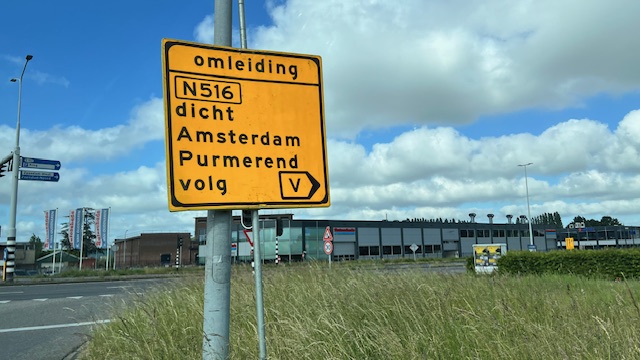 omleiding
N516
dicht
Amsterdam
Purmerend
volg V